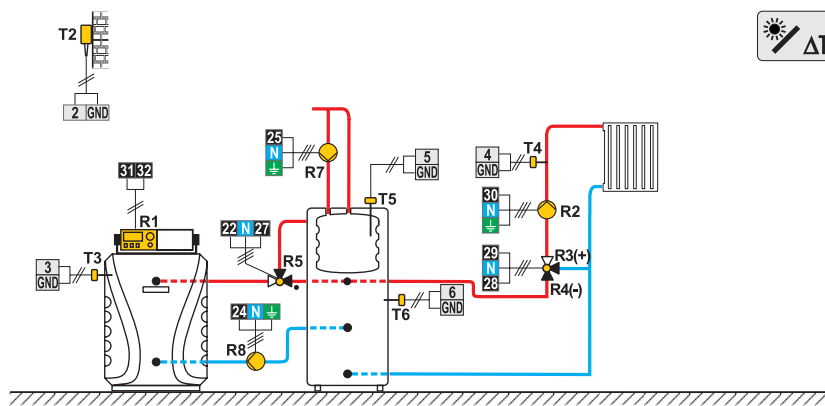 T2
2 GND
ΔT
25
N
R7
5
GND
4
GND
T4
31 32
T5
30
N
R2
R1
22 N 27
R5
29
N
28
R3(+)
R4(-)
T3
3
GND
6
GND
T6
24 N
R8